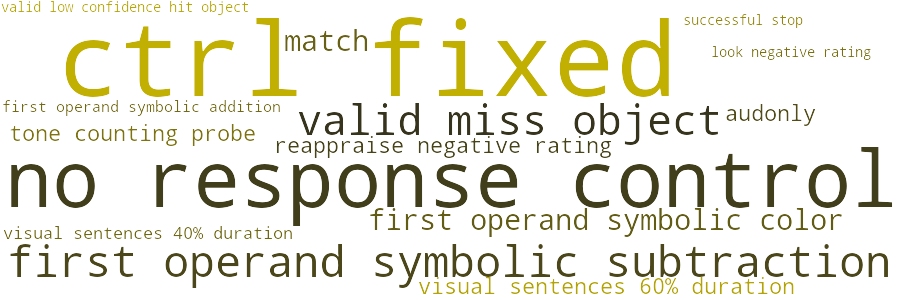 valid low confidence hit object
successful stop
ctrl fixed
match
look negative rating
first operand symbolic addition
valid miss object
audonly
tone counting probe
reappraise negative rating
no response control
first operand symbolic color
visual sentences 40% duration
first operand symbolic subtraction
visual sentences 60% duration